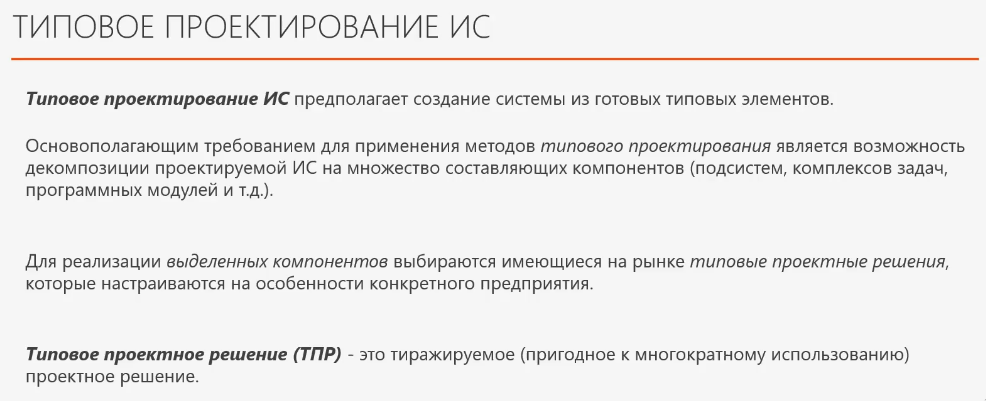 ТИПОВОЕ ПРОЕКТИРОВАНИЕ ИС
Типовое проектирование ИС предполагает создание системы из готовых типовых элементов.
Основополагающим требованием для применения методов типового проектирования является возможность
декомпозиции проектируемой ИС на множество составляющих компонентов (подсистем, комплексов задач,
программных модулей и т.д.).
Для реализации выделенных компонентов выбираются имеющиеся на рынке типовые проектные решения,
которые настраиваются на особенности конкретного предприятия.
Типовое проектное решение (ТПР) - это тиражируемое (пригодное к многократному использованию)
проектное решение.